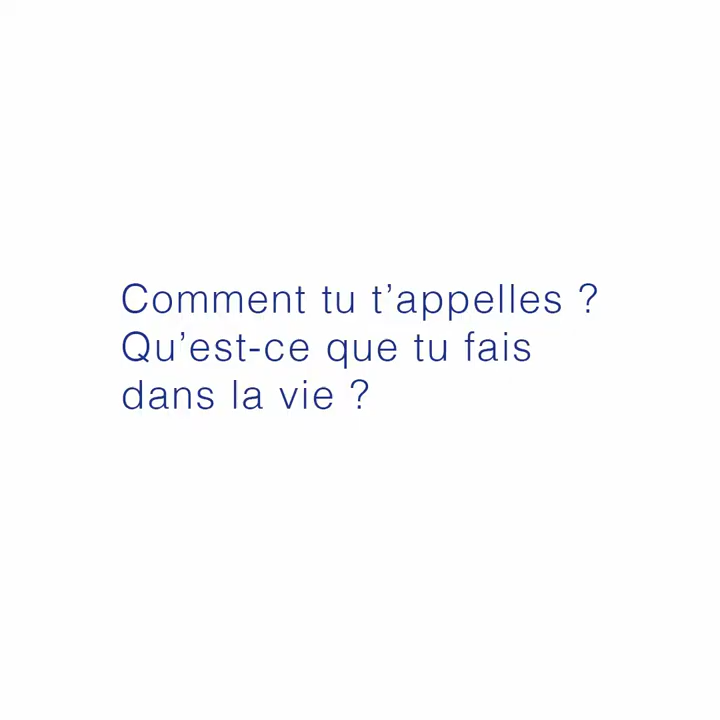 Comment tu t’appelles ?
Qu’est-ce que tu fais
dans la vie ?